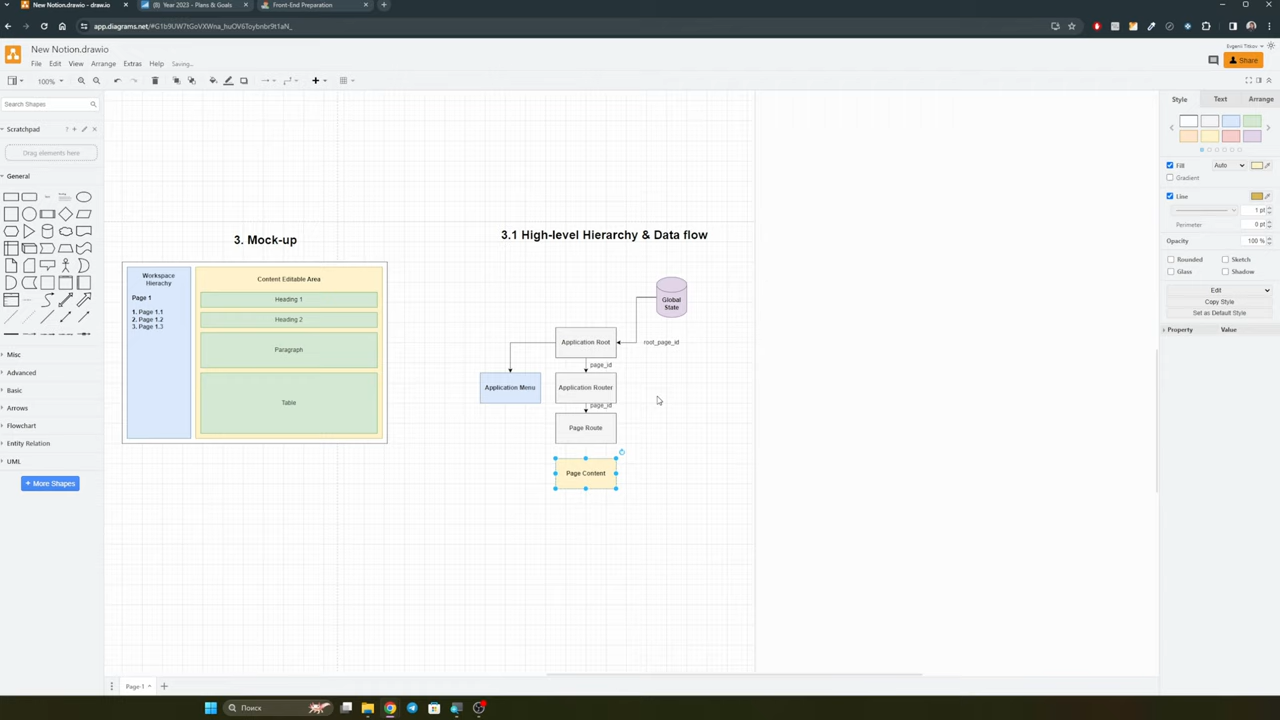 New Notion.drawio - draw.io
(8) Year 2023 - Plans & Goals
Front-End Preparation
app.diagrams.net/#G1b9UW7tGoVXWna_huOV6Toybnbr9t1aN_
New Notion.drawio
Evgenii Titkov
File Edit View Arrange Extras Help Saving...
Share
100%
Search Shapes
Style Text Arrange
Scratchpad
Drag elements here
General
Misc
Advanced
Basic
Arrows
Flowchart
Entity Relation
UML
+ More Shapes
3. Mock-up
Workspace
Hierachy
Page 1
1. Page 1.1
2. Page 1.2
3. Page 1.3
Content Editable Area
Heading 1
Heading 2
Paragraph
Table
3.1 High-level Hierarchy & Data flow
Global
State
Application Root
root_page_id
page_id
Application Menu
Application Router
page_id
Page Route
Page Content
Fill
Auto
Gradient
Line
1 pt
Perimeter
0 pt
Opacity
100 %
Rounded
Sketch
Glass
Shadow
Edit
Copy Style
Set as Default Style
Property Value
Page-1
Поиск